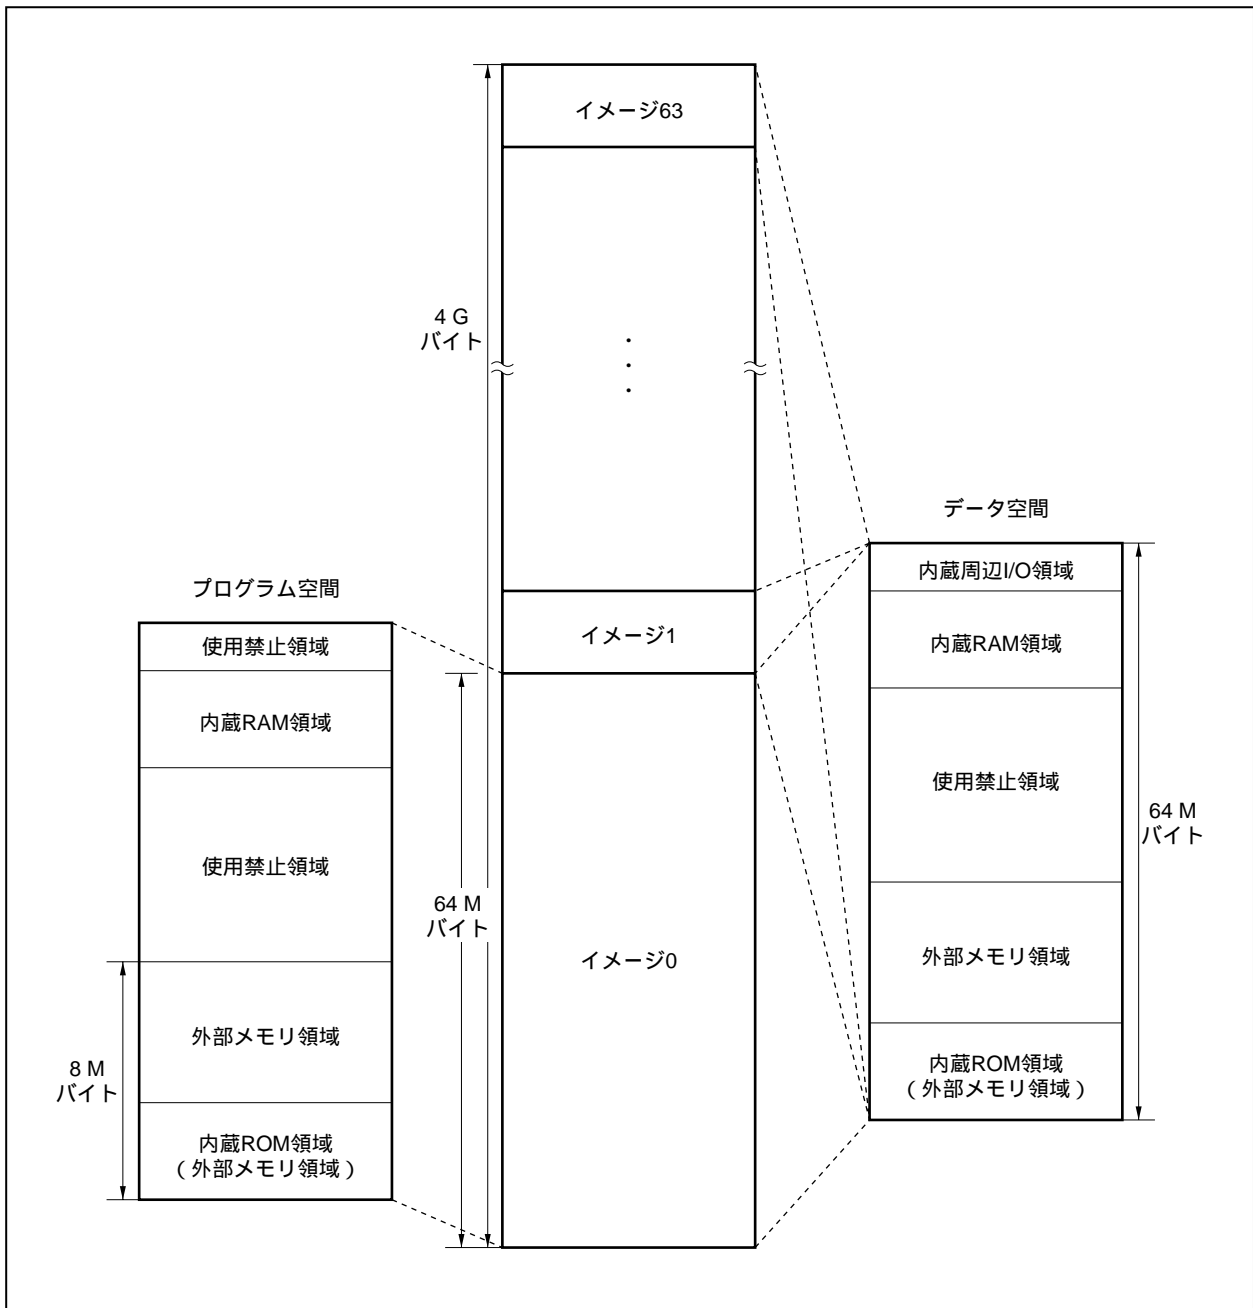 イメージ63
4 G
バイト
データ空間
内蔵周辺I/O領域
プログラム空間
イメージ1
使用禁止領域
内蔵RAM領域
内蔵RAM領域
使用禁止領域
64 M
バイト
使用禁止領域
64 M
バイト
イメージ0
外部メモリ領域
外部メモリ領域
8 M
バイト
内蔵ROM領域
(外部メモリ領域)
内蔵ROM領域
(外部メモリ領域)